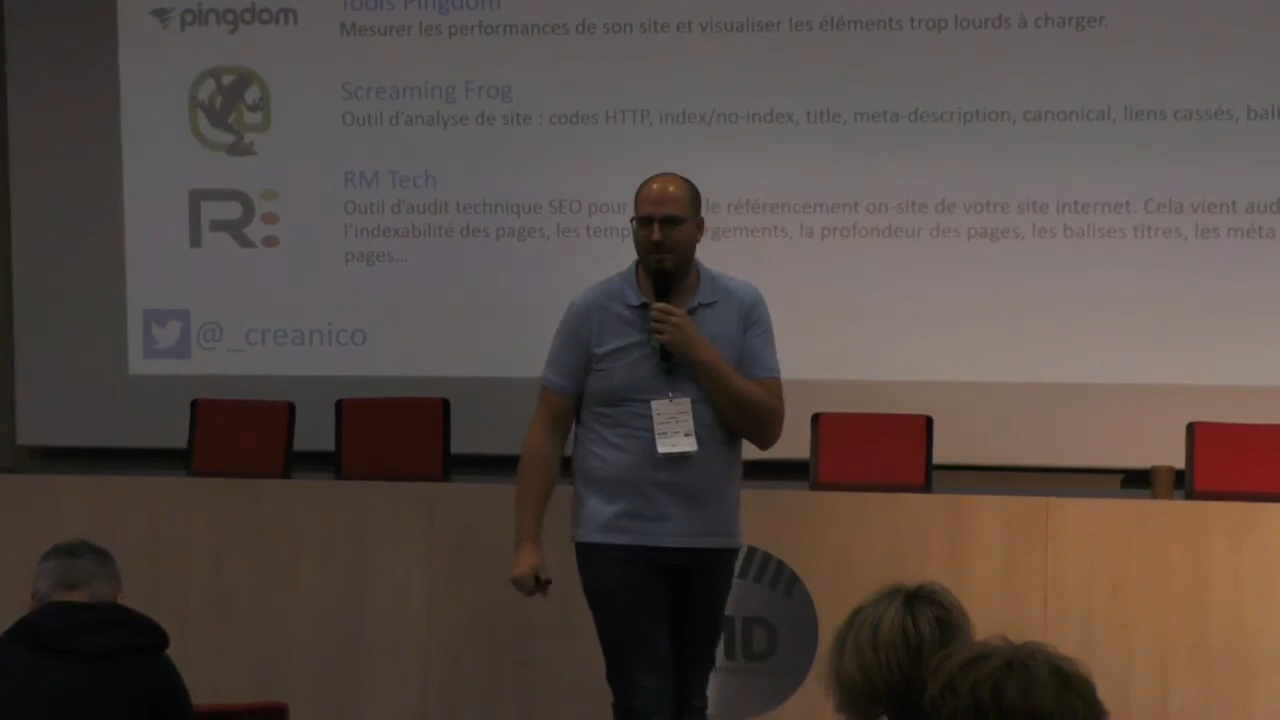 pingdom
Tools Pingdom
Mesurer les performances de son site et visualiser les éléments trop lourds à charger.
Screaming Frog
Outil d'analyse de site : codes HTTP, index/no-index, title, meta-description, canonical, liens cassés,
RM Tech
Outil d'audit technique SEO pour le référencement on-site de votre site internet. Cela vient
l'indexabilité des pages, les la profondeur des pages, les balises titres, les méta
pages...
@_creanico